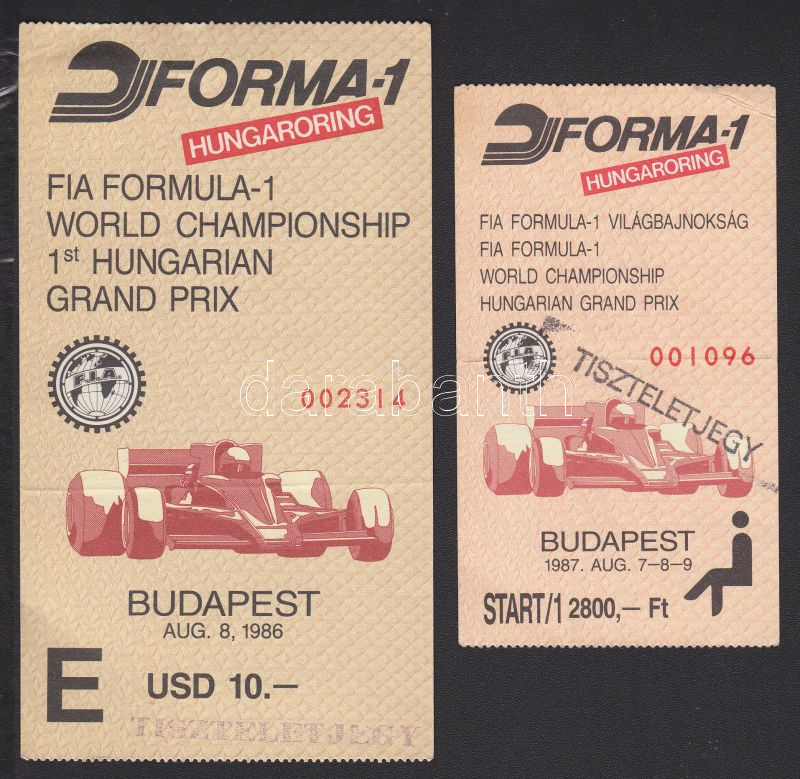 FORMA-1
HUNGARORING
FIA FORMULA-1
WORLD CHAMPIONSHIP
1st HUNGARIAN
GRAND PRIX
F.I.A.
002314
BUDAPEST
AUG. 8, 1986
E
USD 10.—
TISZTELETJEGY
FORMA-1
HUNGARORING
FIA FORMULA-1 VILÁGBAJNOKSÁG
FIA FORMULA-1
WORLD CHAMPIONSHIP
HUNGARIAN GRAND PRIX
F.I.A.
001096
TISZTELETJEGY
BUDAPEST
1987. AUG. 7-8-9
START/1 2800,— Ft
darabanth